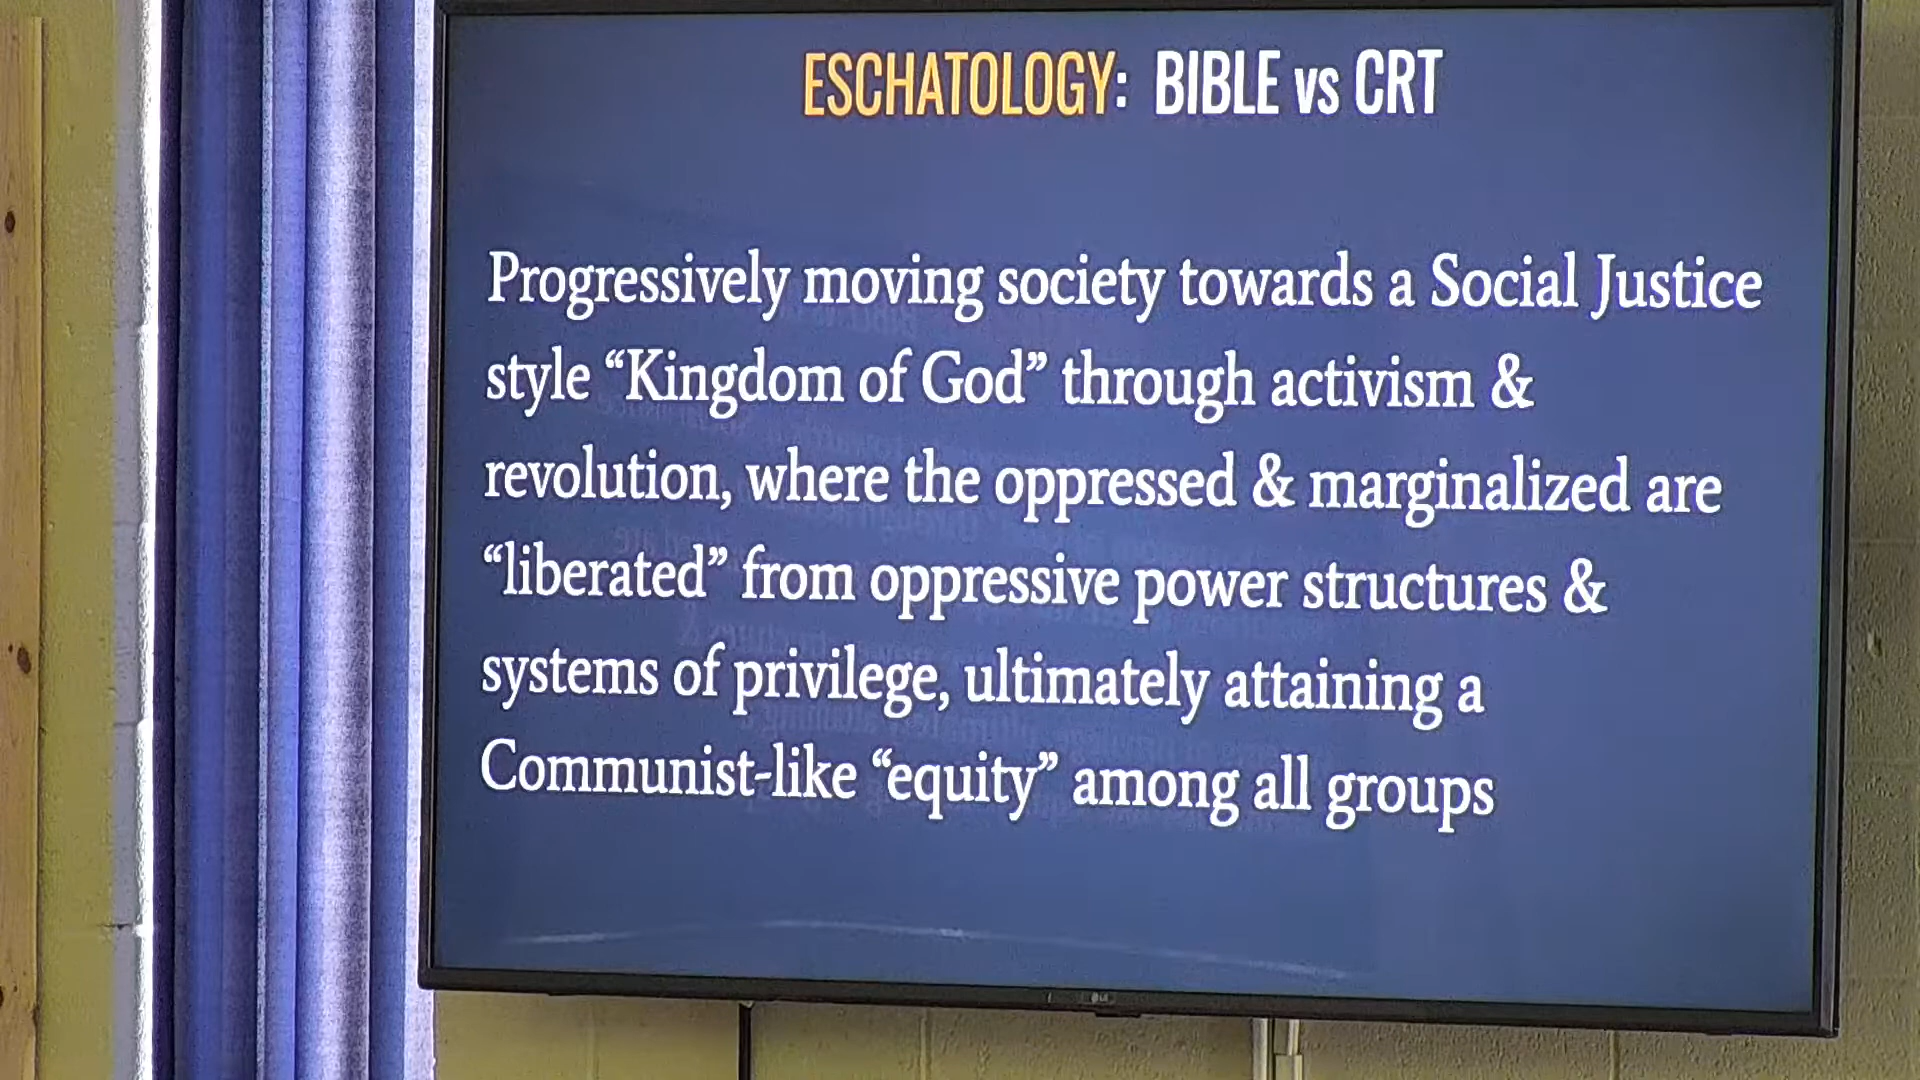 ESCHATOLOGY: BIBLE vs CRT
Progressively moving society towards a Social Justice
style “Kingdom of God” through activism &
revolution, where the oppressed & marginalized are
“liberated” from oppressive power structures &
systems of privilege, ultimately attaining a
Communist-like “equity” among all groups
LG